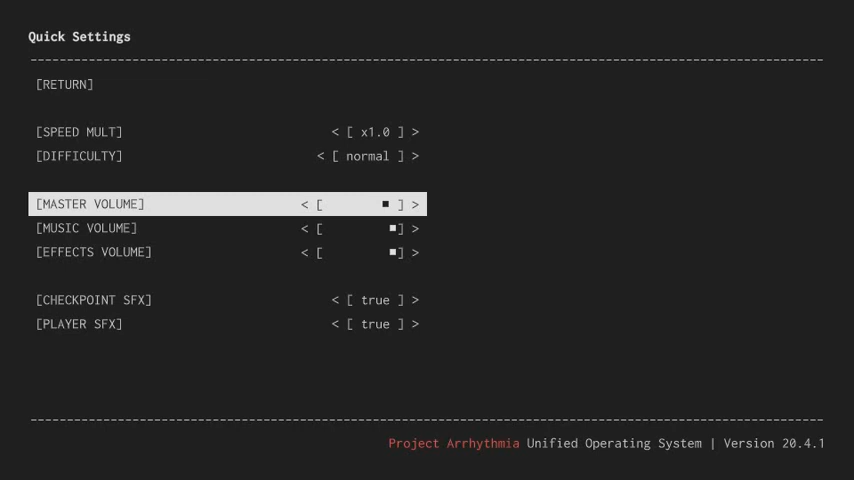 Quick Settings
[RETURN]
[SPEED MULT] < [ x1.0 ] >
[DIFFICULTY] < [ normal ] >
[MASTER VOLUME] < [ ■ ] >
[MUSIC VOLUME] < [ ■] >
[EFFECTS VOLUME] < [ ■] >
[CHECKPOINT SFX] < [ true ] >
[PLAYER SFX] < [ true ] >
Project Arrhythmia Unified Operating System | Version 20.4.1